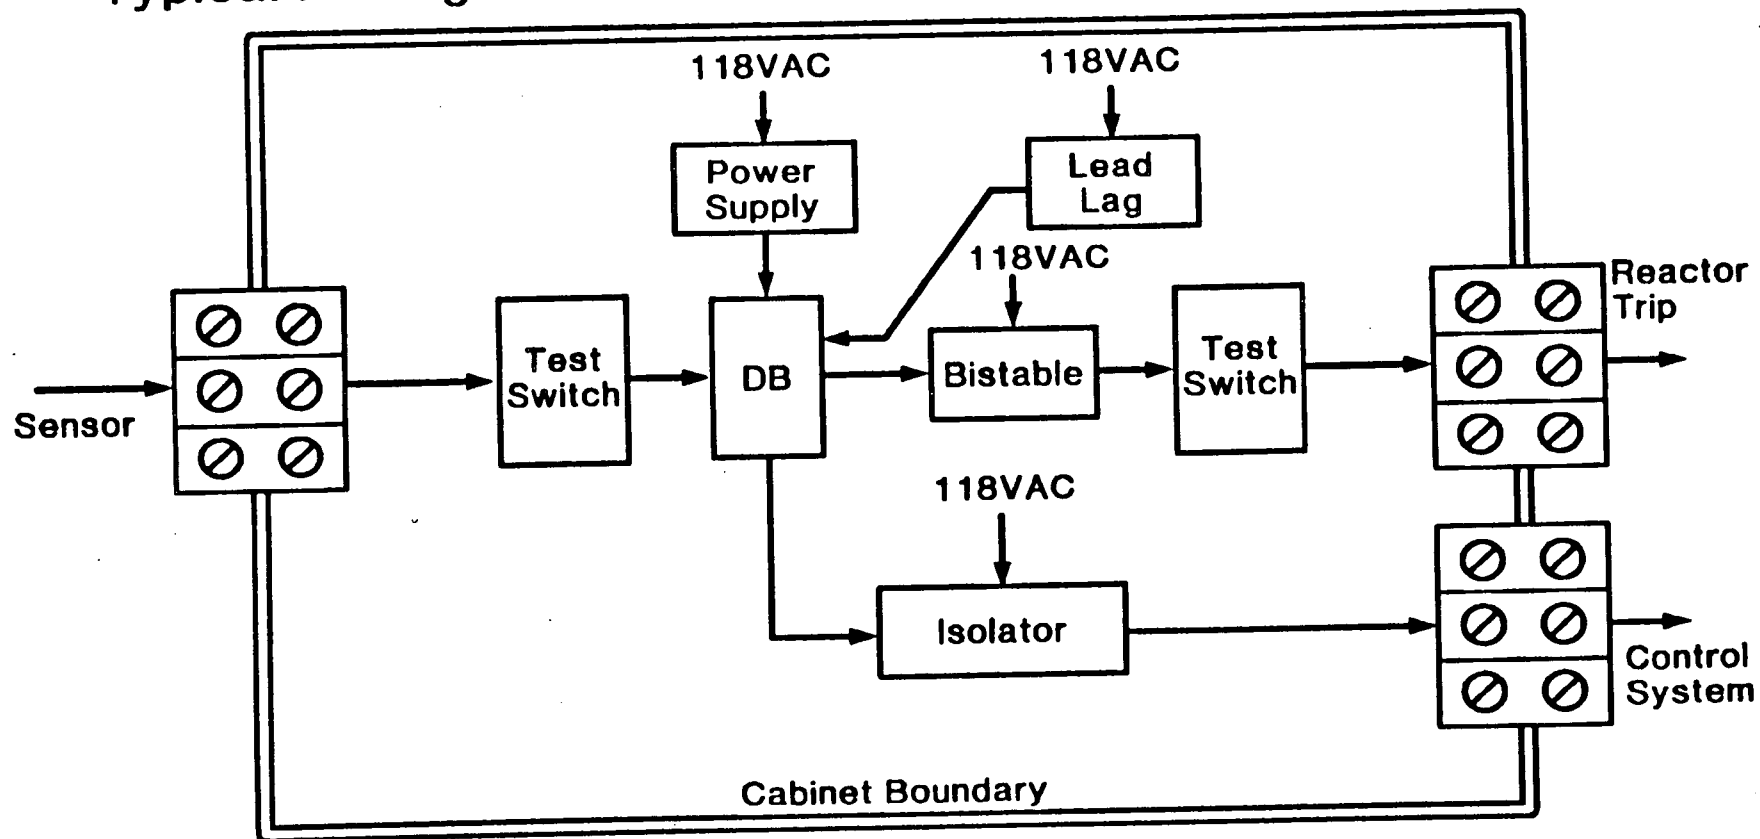 118VAC
118VAC
Power
Supply
Lead
Lag
118VAC
Reactor
Trip
Test
Switch
DB
Bistable
Test
Switch
Sensor
118VAC
Isolator
Control
System
Cabinet Boundary